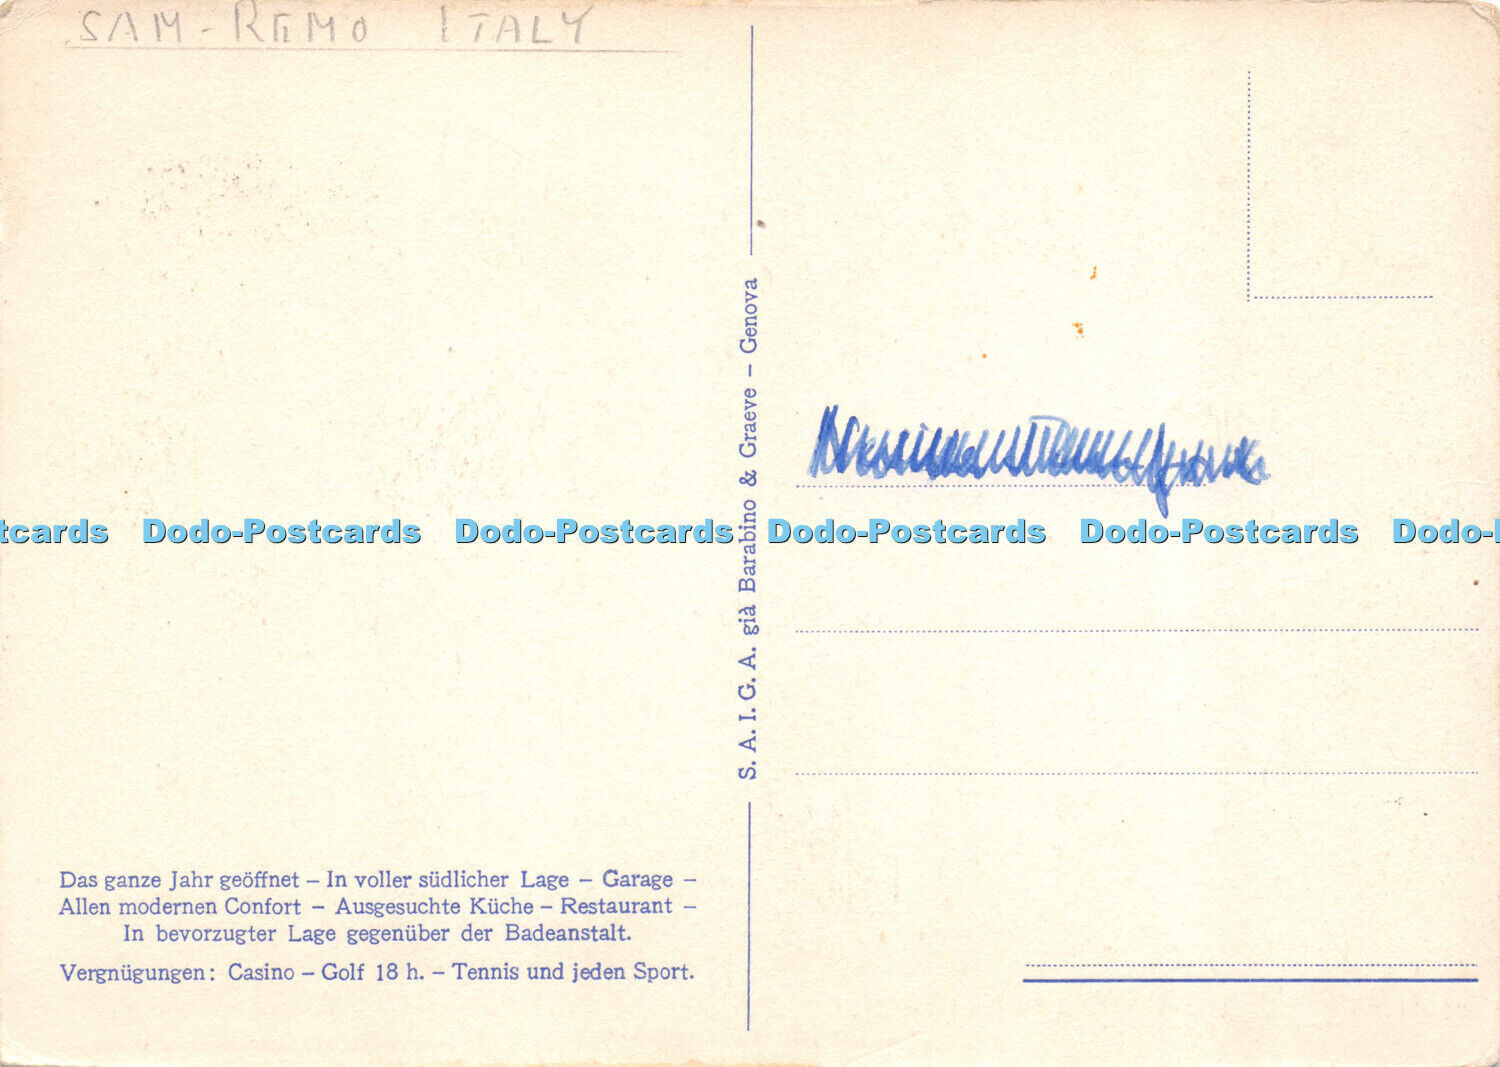 SAM-REMO ITALY
S. A. I. G. A. già Barabino & Graeve – Genova
tcards Dodo-Postcards Dodo-Postcards Dodo-Postcards Dodo-Postcards Dodo-P
Das ganze Jahr geöffnet – In voller südlicher Lage – Garage –
Allen modernen Confort – Ausgesuchte Küche – Restaurant –
In bevorzugter Lage gegenüber der Badeanstalt.
Vergnügungen: Casino – Golf 18 h. – Tennis und jeden Sport.